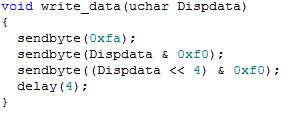 void write_data(uchar Dispdata)
{
  sendbyte(0xfa);
  sendbyte(Dispdata & 0xf0);
  sendbyte((Dispdata << 4) & 0xf0);
  delay(4);
}